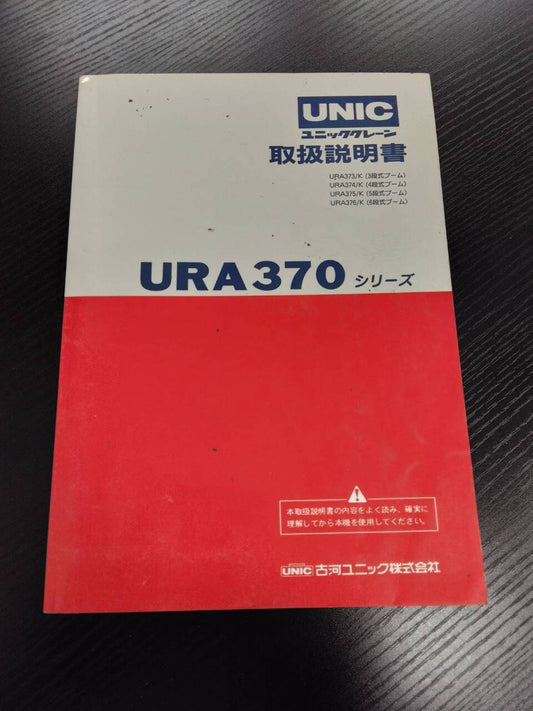 UNIC
ユニッククレーン
取扱説明書
URA373/K (3段式ブーム)
URA374/K (4段式ブーム)
URA375/K (5段式ブーム)
URA376/K (6段式ブーム)
URA370 シリーズ
本取扱説明書の内容をよく読み、確実に
理解してから本機を使用してください。
UNIC 古河ユニック株式会社